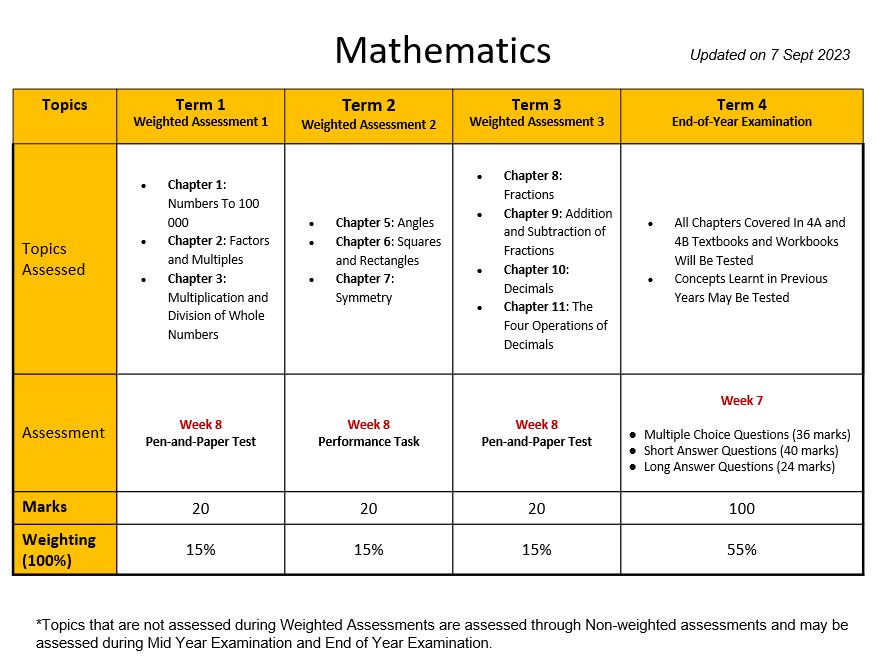 Mathematics
Updated on 7 Sept 2023
Topics
Term 1
Weighted Assessment 1
Term 2
Weighted Assessment 2
Term 3
Weighted Assessment 3
Term 4
End-of-Year Examination
Topics
Assessed
• Chapter 1:
Numbers To 100
000
• Chapter 2: Factors
and Multiples
• Chapter 3:
Multiplication and
Division of Whole
Numbers
• Chapter 5: Angles
• Chapter 6: Squares
and Rectangles
• Chapter 7:
Symmetry
• Chapter 8:
Fractions
• Chapter 9: Addition
and Subtraction of
Fractions
• Chapter 10:
Decimals
• Chapter 11: The
Four Operations of
Decimals
• All Chapters Covered In 4A and
4B Textbooks and Workbooks
Will Be Tested
• Concepts Learnt in Previous
Years May Be Tested
Assessment
Week 8
Pen-and-Paper Test
Week 8
Performance Task
Week 8
Pen-and-Paper Test
Week 7
● Multiple Choice Questions (36 marks)
● Short Answer Questions (40 marks)
● Long Answer Questions (24 marks)
Marks
20
20
20
100
Weighting
(100%)
15%
15%
15%
55%
*Topics that are not assessed during Weighted Assessments are assessed through Non-weighted assessments and may be
assessed during Mid Year Examination and End of Year Examination.